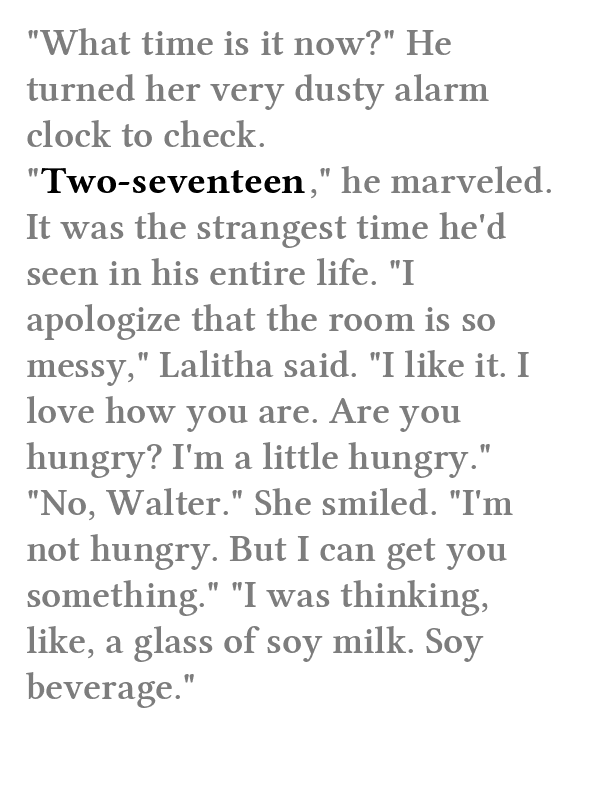 "What time is it now?" He
turned her very dusty alarm
clock to check.
"Two-seventeen," he marveled.
It was the strangest time he'd
seen in his entire life. "I
apologize that the room is so
messy," Lalitha said. "I like it. I
love how you are. Are you
hungry? I'm a little hungry."
"No, Walter." She smiled. "I'm
not hungry. But I can get you
something." "I was thinking,
like, a glass of soy milk. Soy
beverage."